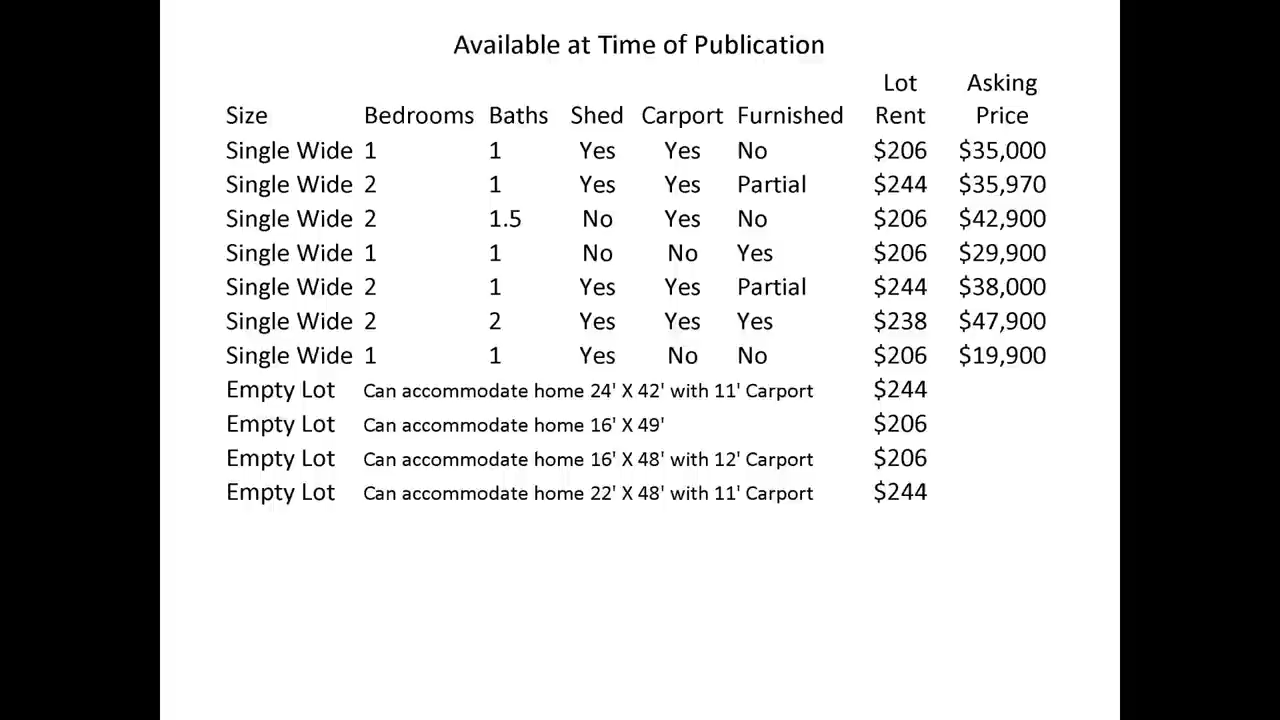 Available at Time of Publication
Lot Asking
Size Bedrooms Baths Shed Carport Furnished Rent Price
Single Wide 1 1 Yes Yes No $206 $35,000
Single Wide 2 1 Yes Yes Partial $244 $35,970
Single Wide 2 1.5 No Yes No $206 $42,900
Single Wide 1 1 No No Yes $206 $29,900
Single Wide 2 1 Yes Yes Partial $244 $38,000
Single Wide 2 2 Yes Yes Yes $238 $47,900
Single Wide 1 1 Yes No No $206 $19,900
Empty Lot Can accommodate home 24' X 42' with 11' Carport $244
Empty Lot Can accommodate home 16' X 49' $206
Empty Lot Can accommodate home 16' X 48' with 12' Carport $206
Empty Lot Can accommodate home 22' X 48' with 11' Carport $244